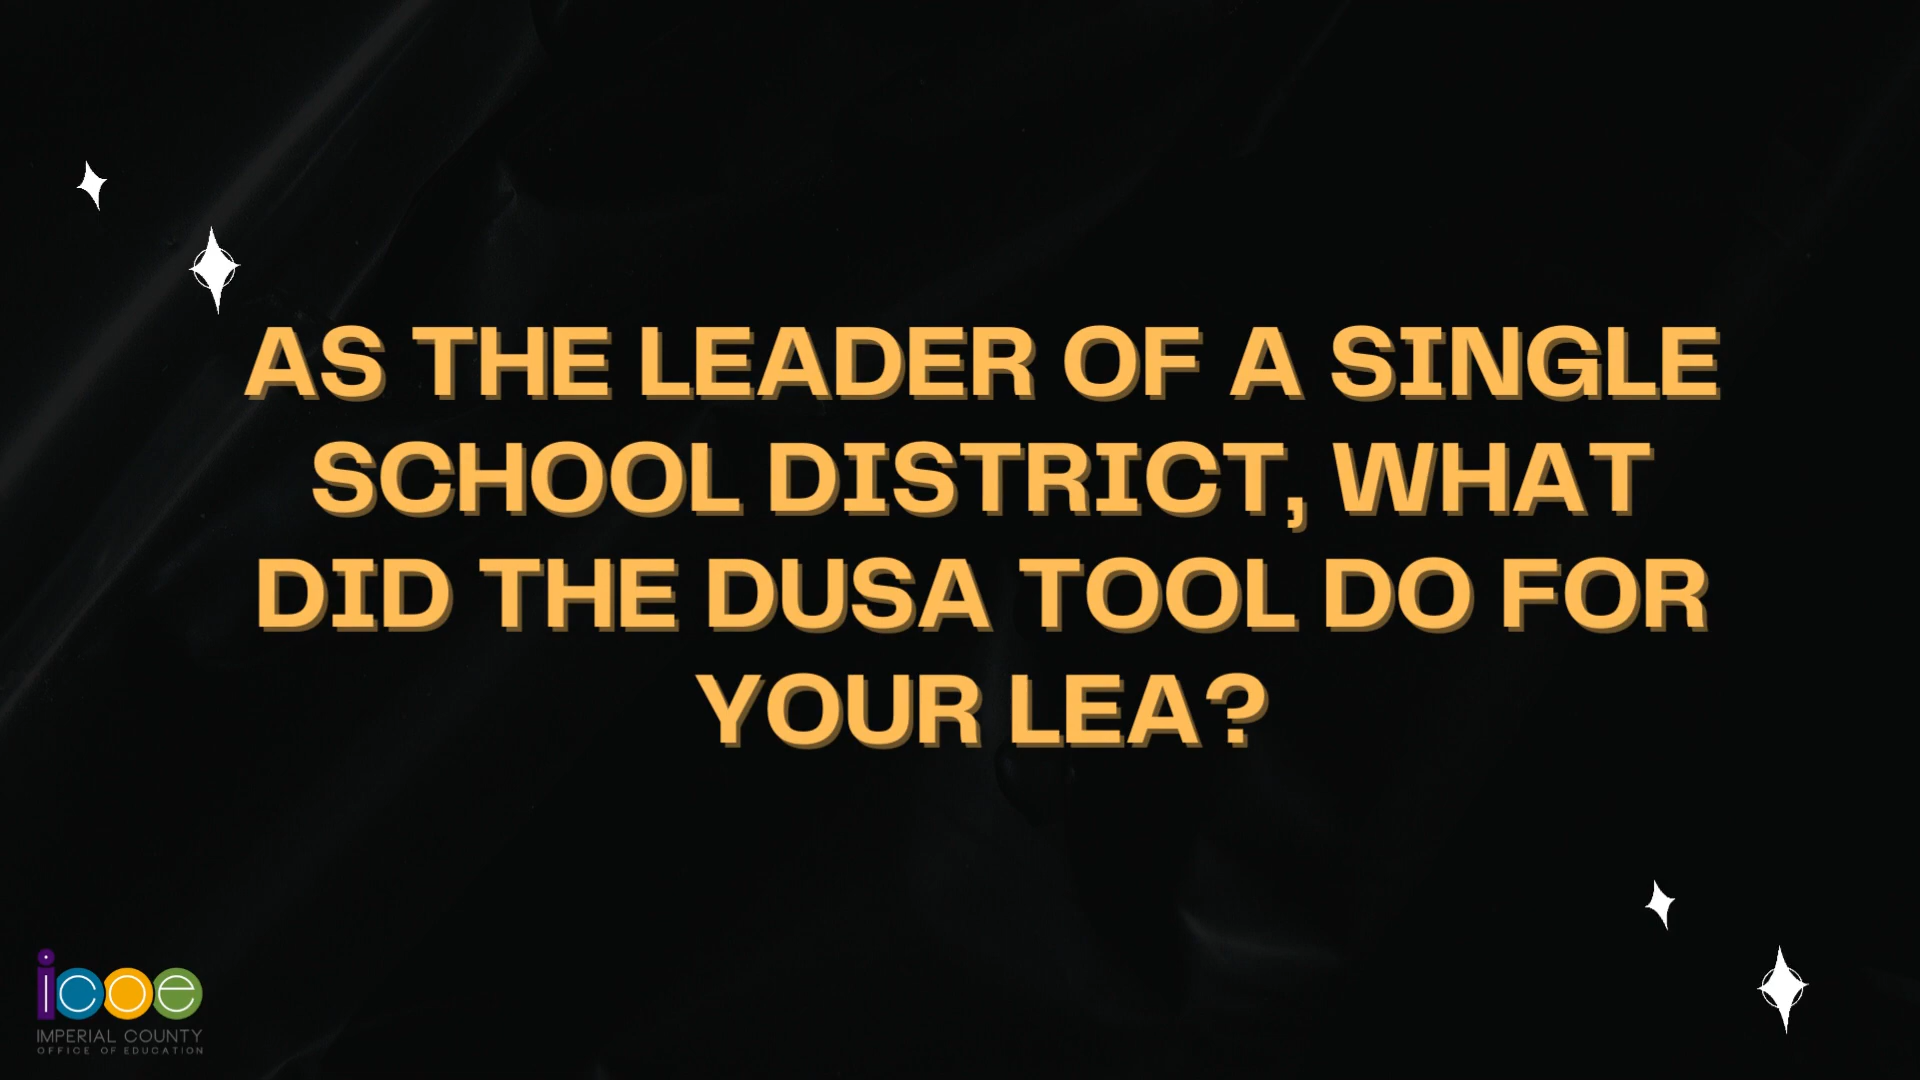 AS THE LEADER OF A SINGLE
SCHOOL DISTRICT, WHAT
DID THE DUSA TOOL DO FOR
YOUR LEA?
icoe
IMPERIAL COUNTY
OFFICE OF EDUCATION